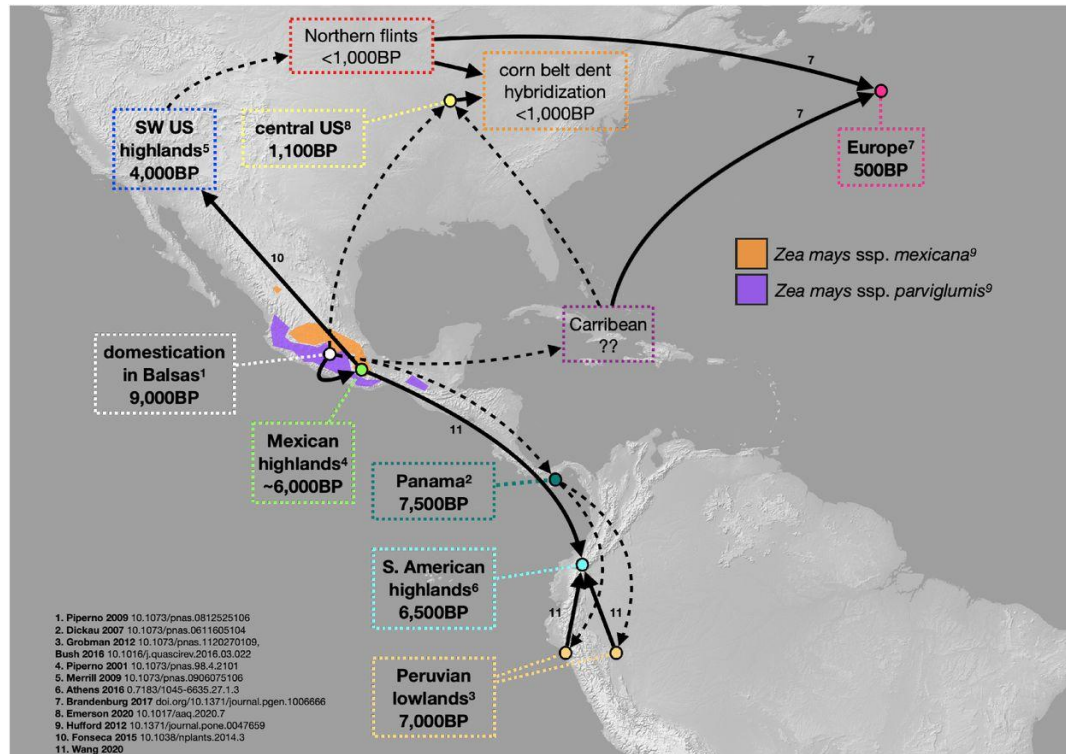 Northern flints
<1,000BP
corn belt dent
hybridization
<1,000BP
7
7
SW US
highlands⁵
4,000BP
central US⁸
1,100BP
Europe⁷
500BP
10
Zea mays ssp. mexicana⁹
Zea mays ssp. parviglumis⁹
Carribean
??
domestication
in Balsas¹
9,000BP
11
Mexican
highlands⁴
~6,000BP
Panama²
7,500BP
S. American
highlands⁶
6,500BP
11
11
Peruvian
lowlands³
7,000BP
1. Piperno 2009 10.1073/pnas.0812525106
2. Dickau 2007 10.1073/pnas.0611605104
3. Grobman 2012 10.1073/pnas.1120270109,
Bush 2016 10.1016/j.quascirev.2016.03.022
4. Piperno 2001 10.1073/pnas.98.4.2101
5. Merrill 2009 10.1073/pnas.0906075106
6. Athens 2016 0.7183/1045-6635.27.1.3
7. Brandenburg 2017 doi.org/10.1371/journal.pgen.1006666
8. Emerson 2020 10.1017/aaq.2020.7
9. Hufford 2012 10.1371/journal.pone.0047659
10. Fonseca 2015 10.1038/nplants.2014.3
11. Wang 2020